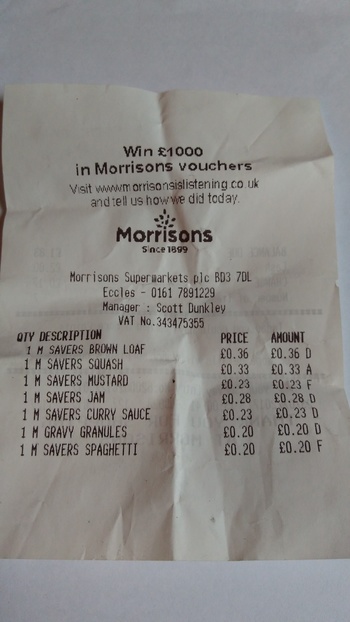 Win £1000
in Morrisons vouchers
Visit www.morrisonsislistening.co.uk
and tell us how we did today.
Morrisons
Since 1899
Morrisons Supermarkets plc BD3 7DL
Eccles - 0161 7891229
Manager : Scott Dunkley
VAT No.343475355
QTY DESCRIPTION PRICE AMOUNT
1 M SAVERS BROWN LOAF £0.36 £0.36 D
1 M SAVERS SQUASH £0.33 £0.33 A
1 M SAVERS MUSTARD £0.23 £0.23 F
1 M SAVERS JAM £0.28 £0.28 D
1 M SAVERS CURRY SAUCE £0.23 £0.23 D
1 M GRAVY GRANULES £0.20 £0.20 D
1 M SAVERS SPAGHETTI £0.20 £0.20 F